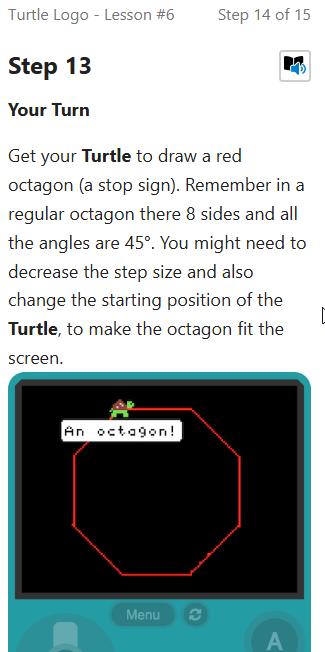 Turtle Logo - Lesson #6 Step 14 of 15
Step 13
Your Turn
Get your Turtle to draw a red
octagon (a stop sign). Remember in a
regular octagon there 8 sides and all
the angles are 45°. You might need to
decrease the step size and also
change the starting position of the
Turtle, to make the octagon fit the
screen.
An octagon!
Menu
A